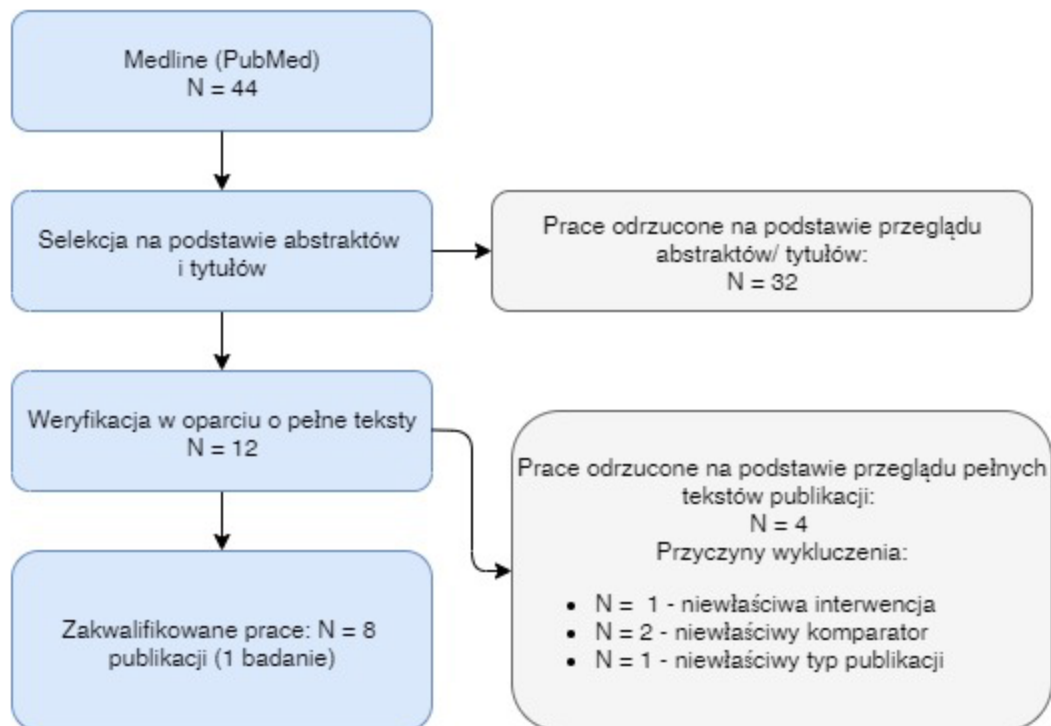 Medline (PubMed)
N = 44
Selekcja na podstawie abstraktów
i tytułów
Prace odrzucone na podstawie przeglądu
abstraktów/ tytułów:
N = 32
Weryfikacja w oparciu o pełne teksty
N = 12
Prace odrzucone na podstawie przeglądu pełnych
tekstów publikacji:
N = 4
Przyczyny wykluczenia:
• N = 1 - niewłaściwa interwencja
• N = 2 - niewłaściwy komparator
• N = 1 - niewłaściwy typ publikacji
Zakwalifikowane prace: N = 8
publikacji (1 badanie)